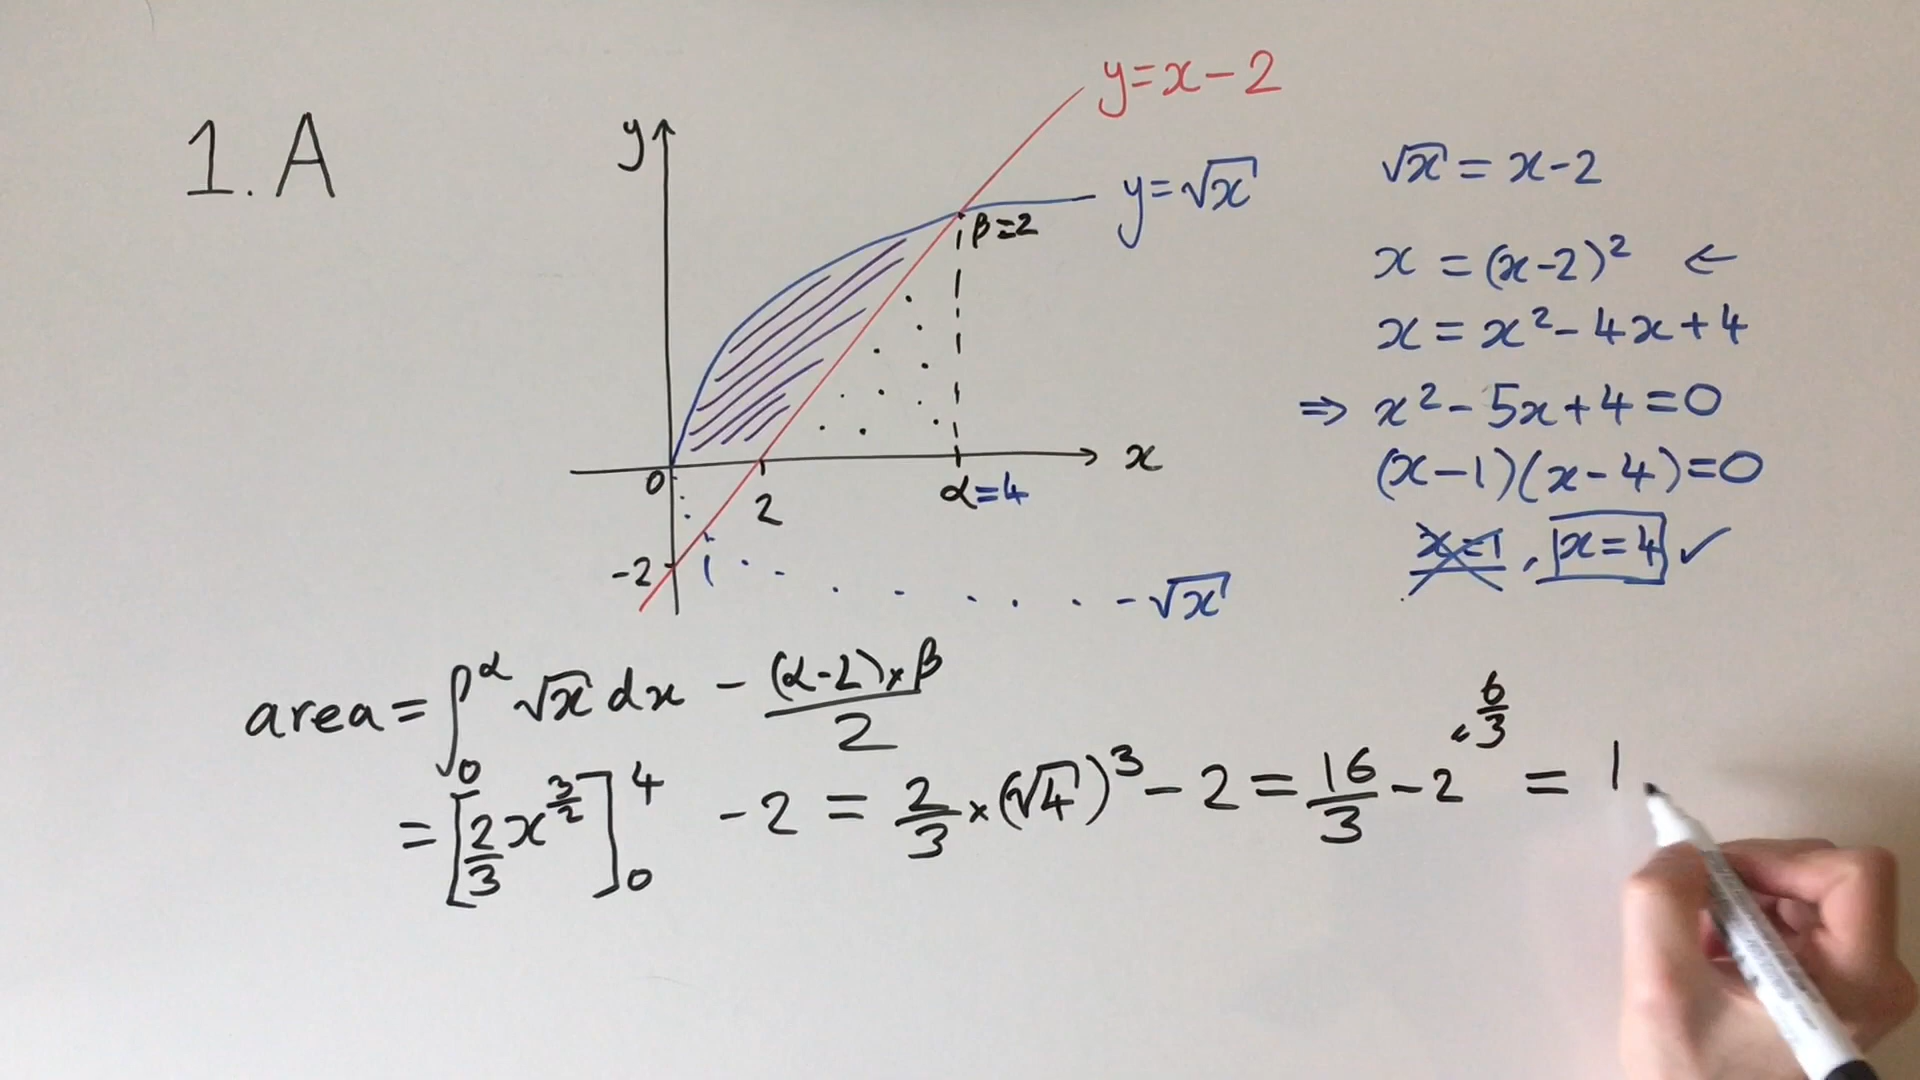 1.A
y
y=x-2
y=√x
β=2
0
2
α=4
x
-2
1
-√x
√x = x-2
x = (x-2)² ←
x = x² - 4x + 4
⇒ x² - 5x + 4 = 0
(x-1)(x-4) = 0
x=1, x=4 ✓
area = ∫₀^α √x dx - (α-2)×β / 2
= [2/3 x^(3/2)]₀⁴ - 2 = 2/3 × (√4)³ - 2 = 16/3 - 2 ← 6/3 = 1